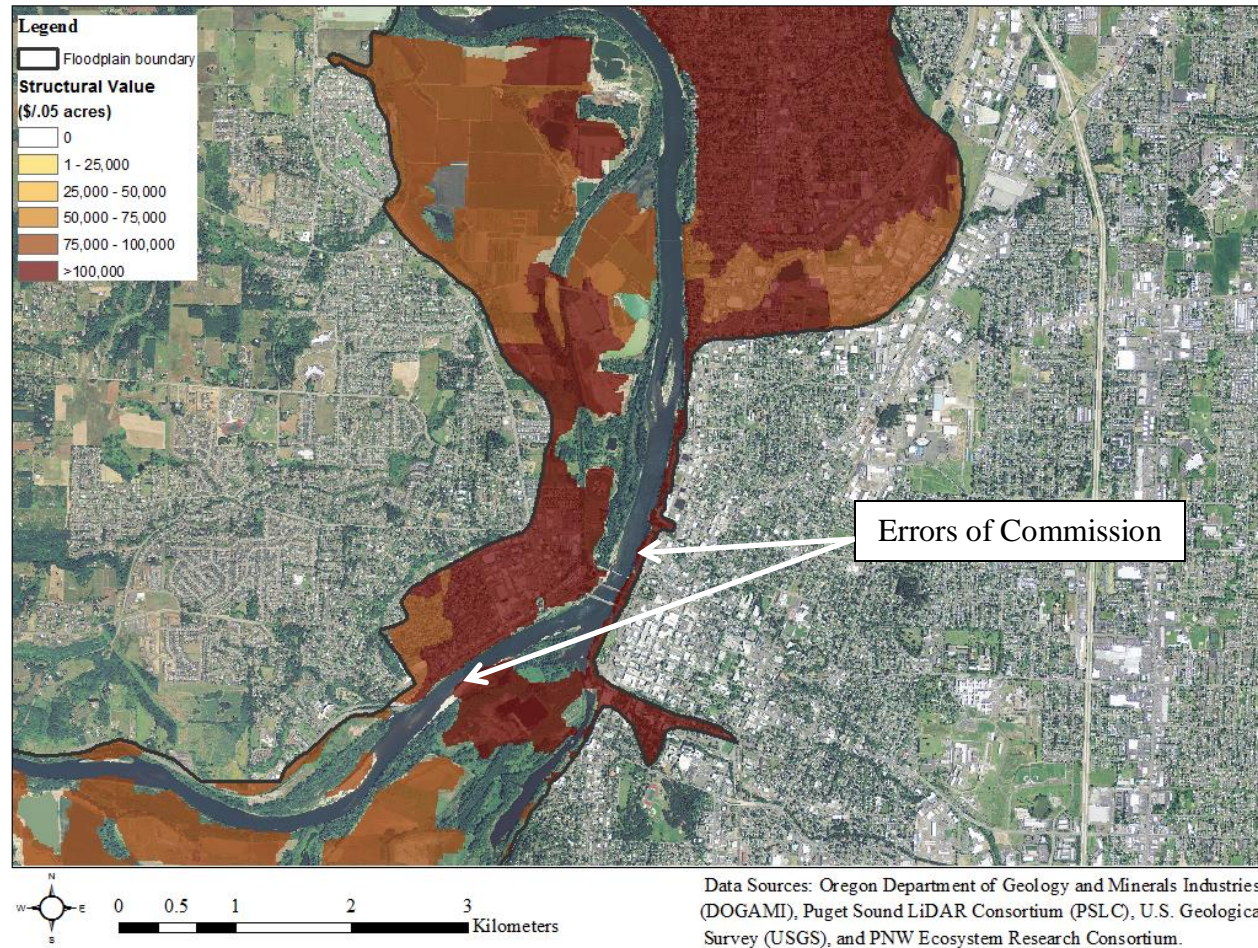 Legend
Floodplain boundary
Structural Value
($/.05 acres)
0
1 - 25,000
25,000 - 50,000
50,000 - 75,000
75,000 - 100,000
>100,000
Errors of Commission
N
W E
S
0 0.5 1 2 3
Kilometers
Data Sources: Oregon Department of Geology and Minerals Industries
(DOGAMI), Puget Sound LiDAR Consortium (PSLC), U.S. Geologica
Survey (USGS), and PNW Ecosystem Research Consortium.